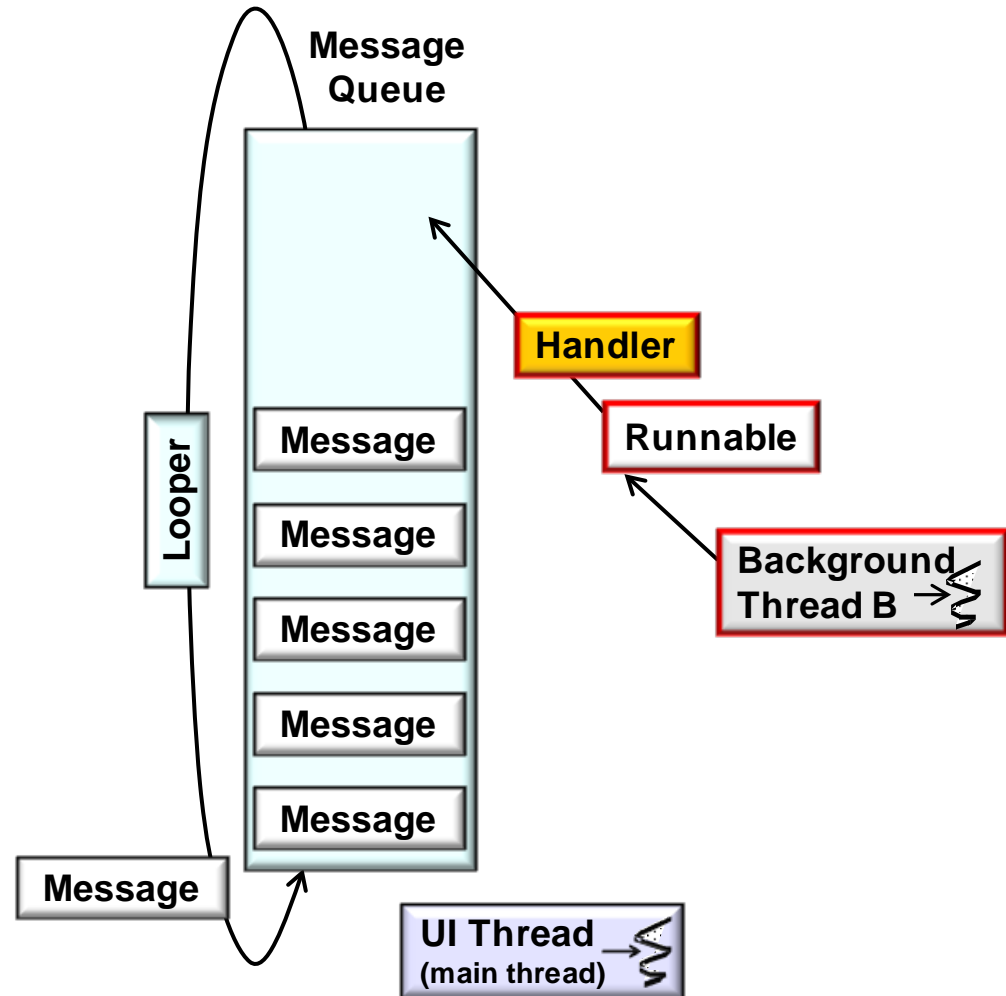 Message
Queue
Handler
Message
Runnable
Looper
Message
Background
Thread B
Message
Message
Message
Message
UI Thread
(main thread)